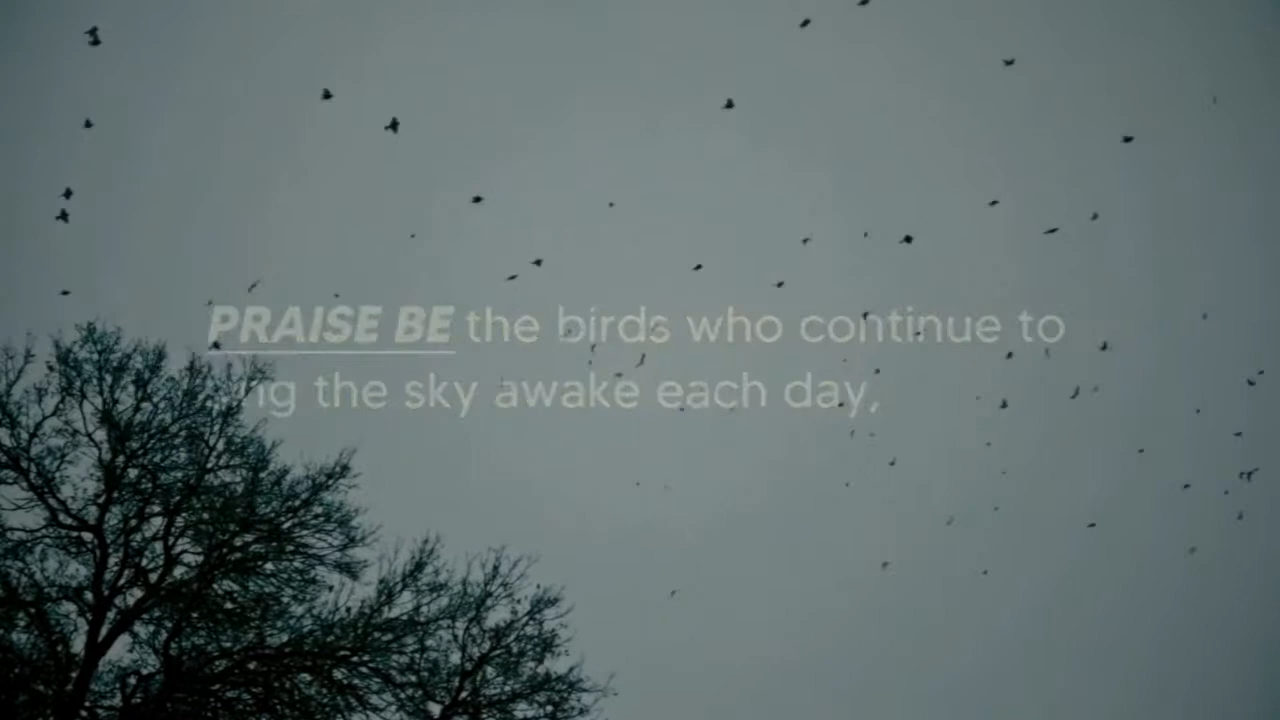 PRAISE BE the birds who continue to
the sky awake each day,